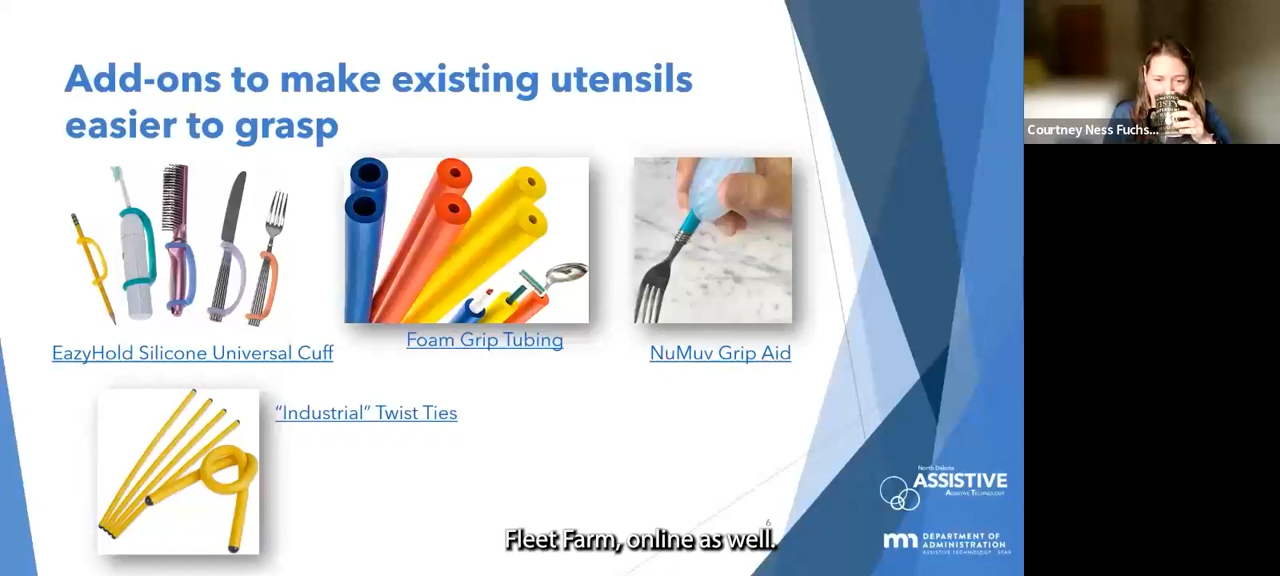 Add-ons to make existing utensils
easier to grasp
Courtney Ness Fuchs...
EazyHold Silicone Universal Cuff
Foam Grip Tubing
NuMuv Grip Aid
"Industrial" Twist Ties
North Dakota
ASSISTIVE
ASSISTIVE TECHNOLOGY
DEPARTMENT OF
ADMINISTRATION
ASSISTIVE TECHNOLOGY STAR
6
Fleet Farm, online as well.